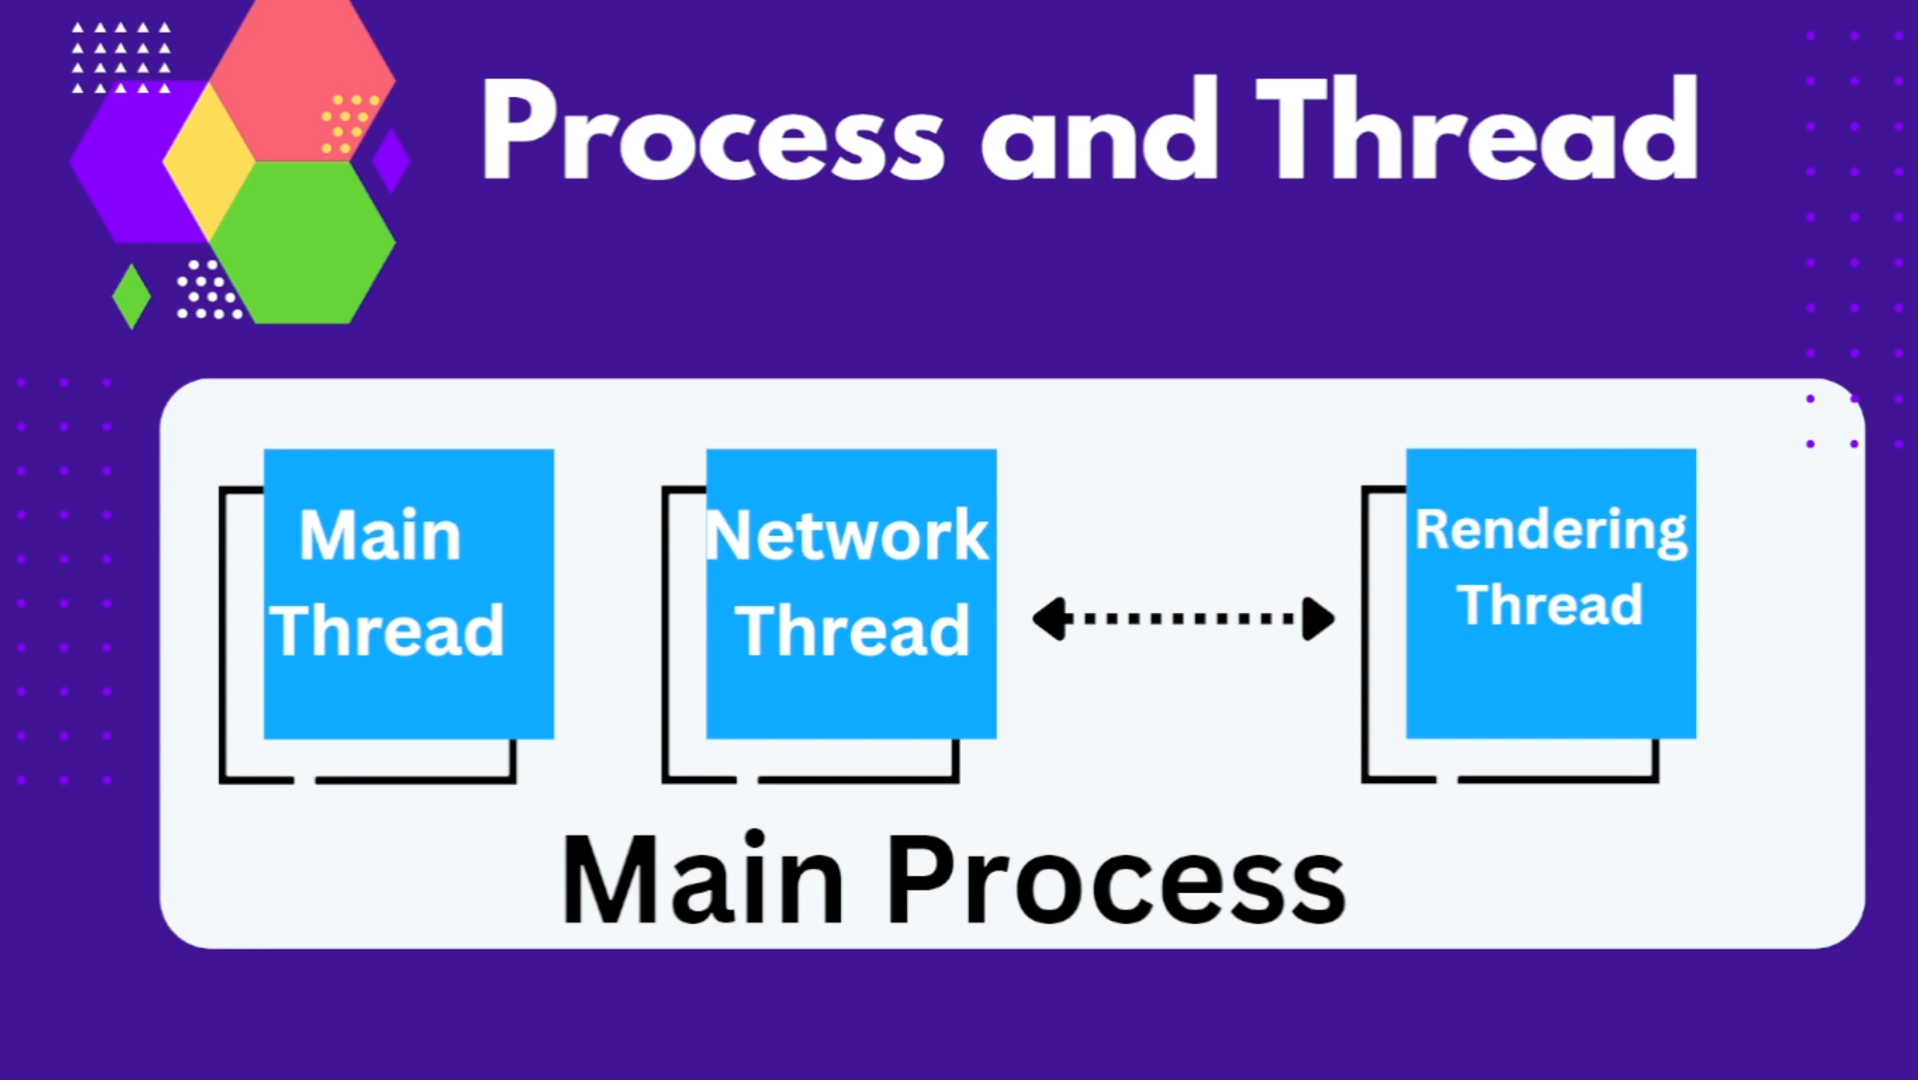 Process and Thread
Main
Thread
Network
Thread
Rendering
Thread
Main Process